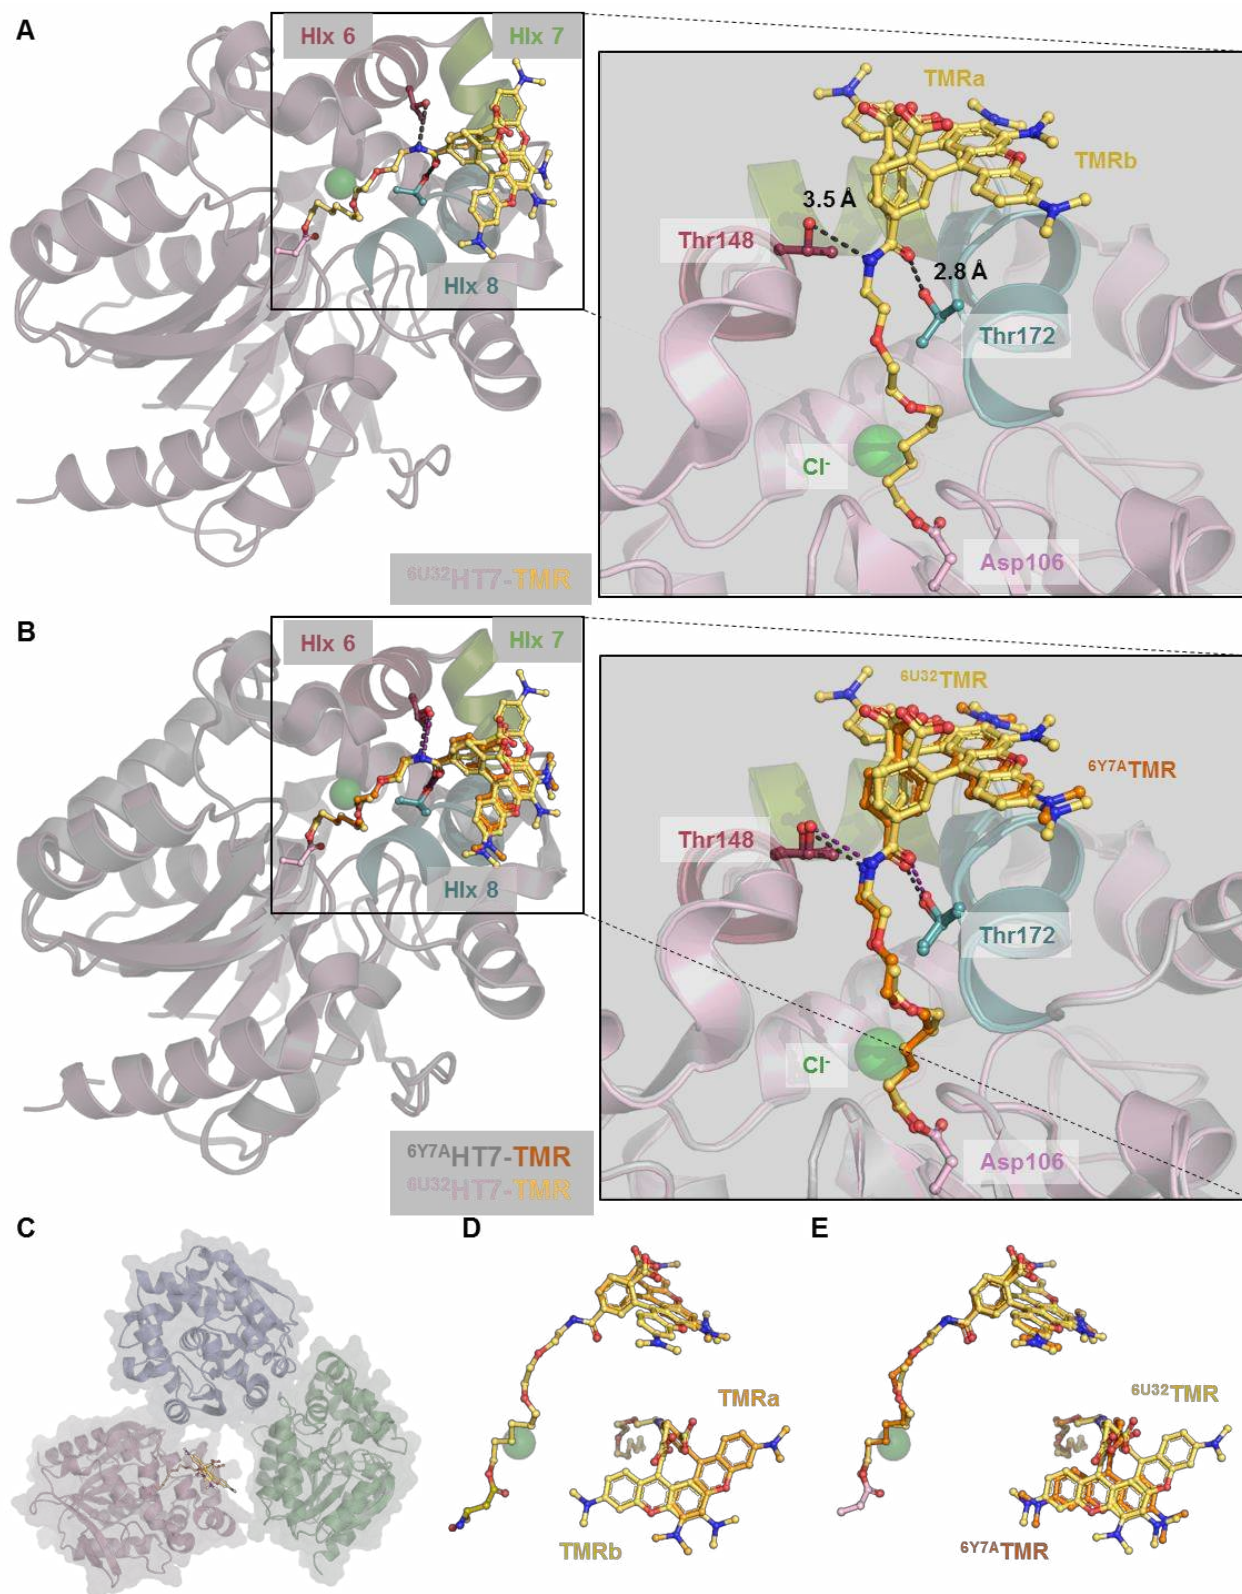 A
Hlx 6
Hlx 7
Hlx 8
6U32HT7-TMR
TMRa
TMRb
3.5 Å
Thr148
2.8 Å
Thr172
Cl-
Asp106
B
Hlx 6
Hlx 7
Hlx 8
6Y7AHT7-TMR
6U32HT7-TMR
6U32TMR
6Y7ATMR
Thr148
Thr172
Cl-
Asp106
C
D
TMRa
TMRb
E
6U32TMR
6Y7ATMR